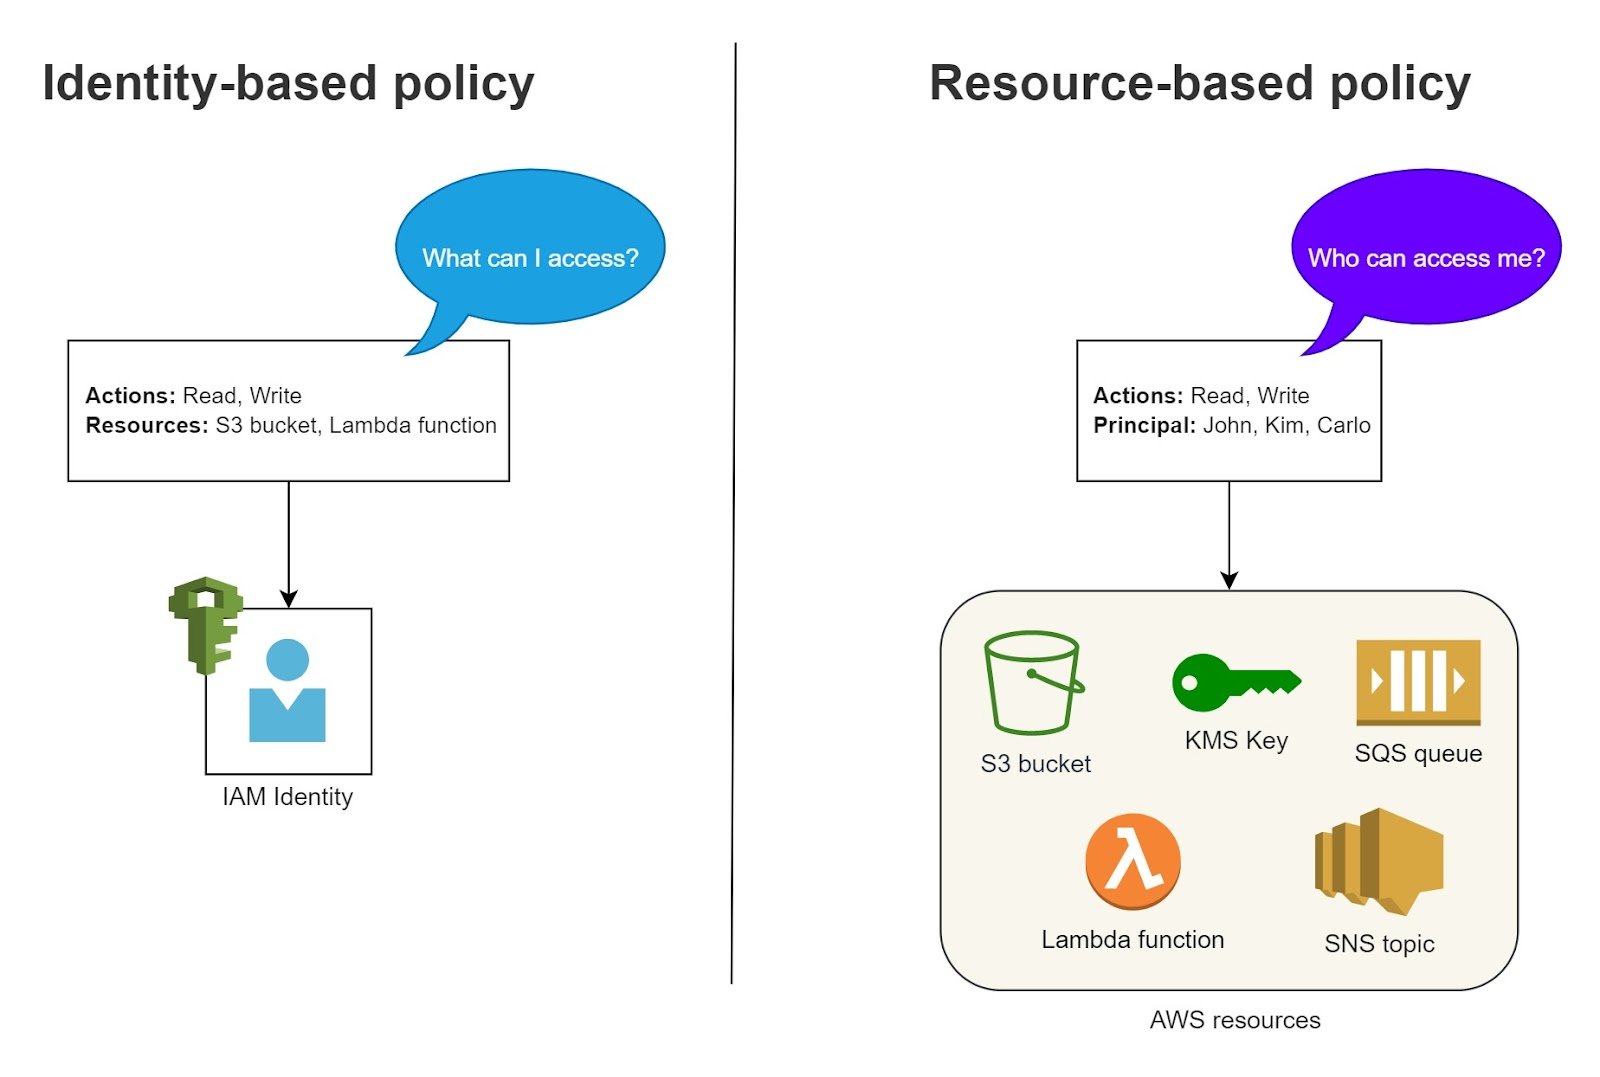 Identity-based policy
What can I access?
Actions: Read, Write
Resources: S3 bucket, Lambda function
IAM Identity
Resource-based policy
Who can access me?
Actions: Read, Write
Principal: John, Kim, Carlo
S3 bucket
KMS Key
SQS queue
Lambda function
SNS topic
AWS resources